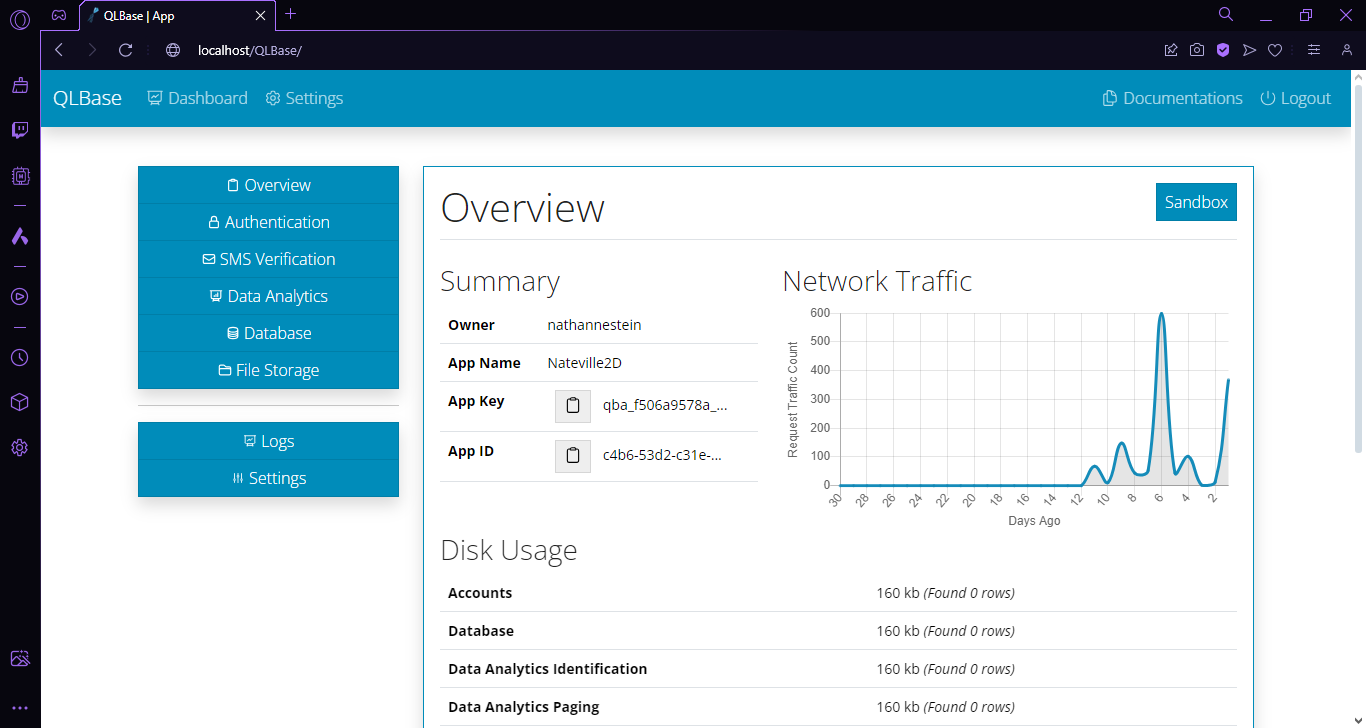 QLBase | App
localhost/QLBase/
QLBase Dashboard Settings Documentations Logout
Overview
Authentication
SMS Verification
Data Analytics
Database
File Storage
Logs
Settings
Overview
Sandbox
Summary
Owner nathannestein
App Name Nateville2D
App Key qba_f506a9578a_...
App ID c4b6-53d2-c31e-...
Network Traffic
Request Traffic Count
600
500
400
300
200
100
0
30 28 26 24 22 20 18 16 14 12 10 8 6 4 2
Days Ago
Disk Usage
Accounts 160 kb (Found 0 rows)
Database 160 kb (Found 0 rows)
Data Analytics Identification 160 kb (Found 0 rows)
Data Analytics Paging 160 kb (Found 0 rows)